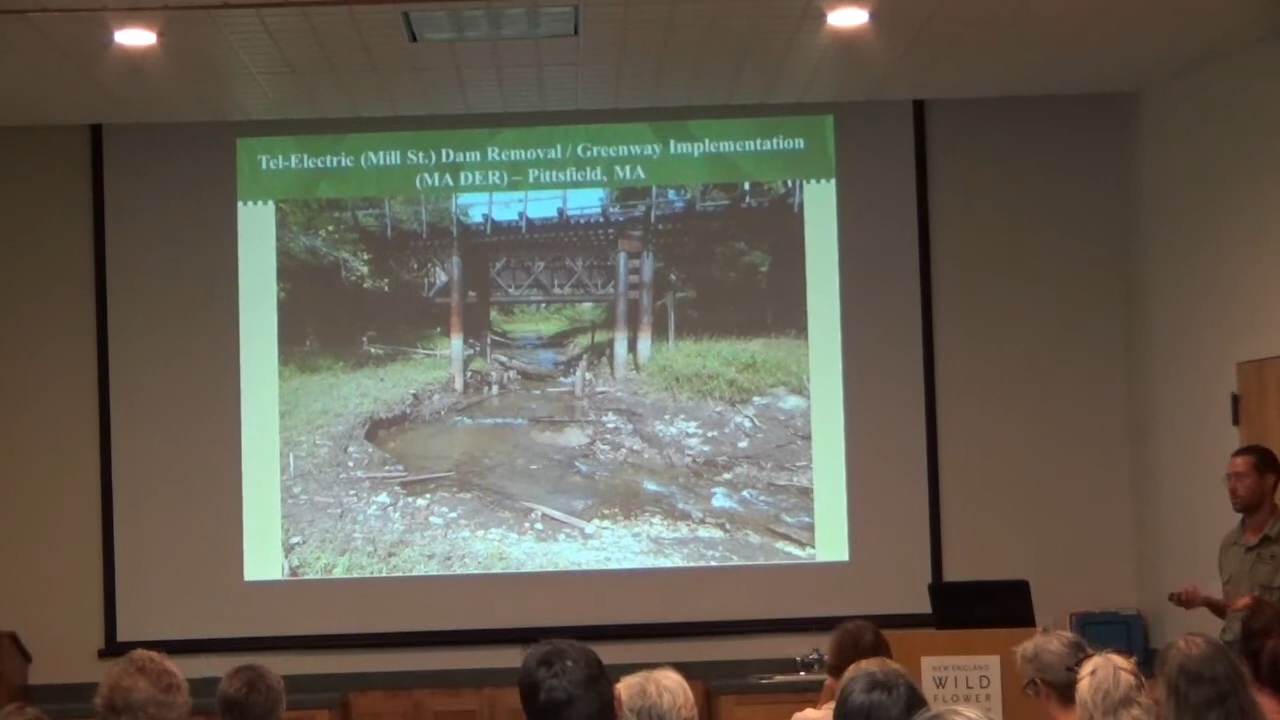 Tel-Electric (Mill St.) Dam Removal / Greenway Implementation
(MA DER) – Pittsfield, MA
NEW ENGLAND
WILD
FLOWER